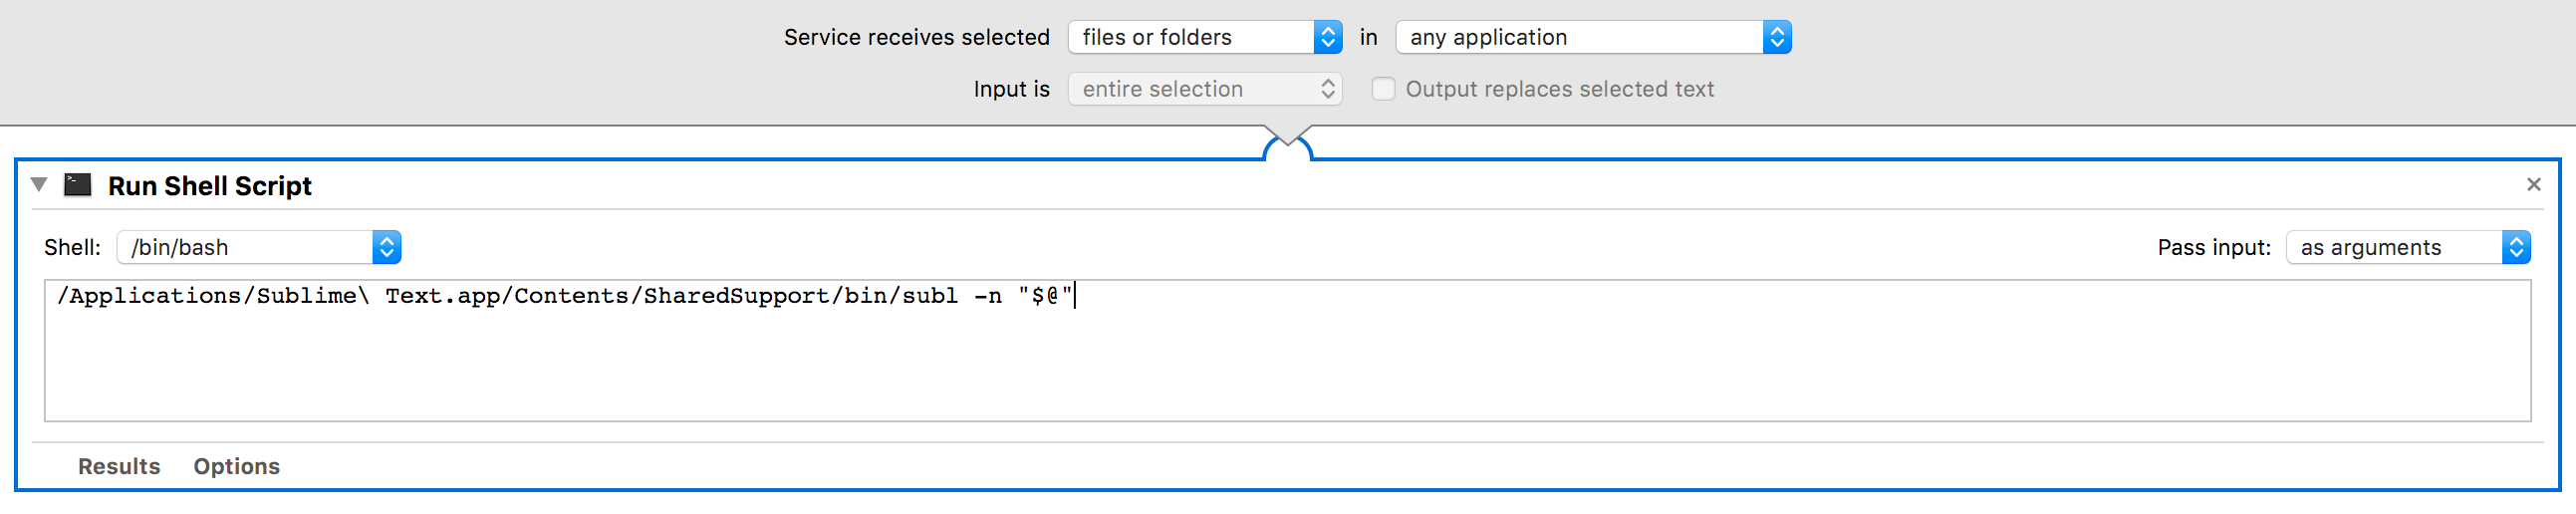 Service receives selected files or folders in any application
Input is entire selection Output replaces selected text
>_ Run Shell Script ×
Shell: /bin/bash Pass input: as arguments
/Applications/Sublime\ Text.app/Contents/SharedSupport/bin/subl -n "$@"
Results Options